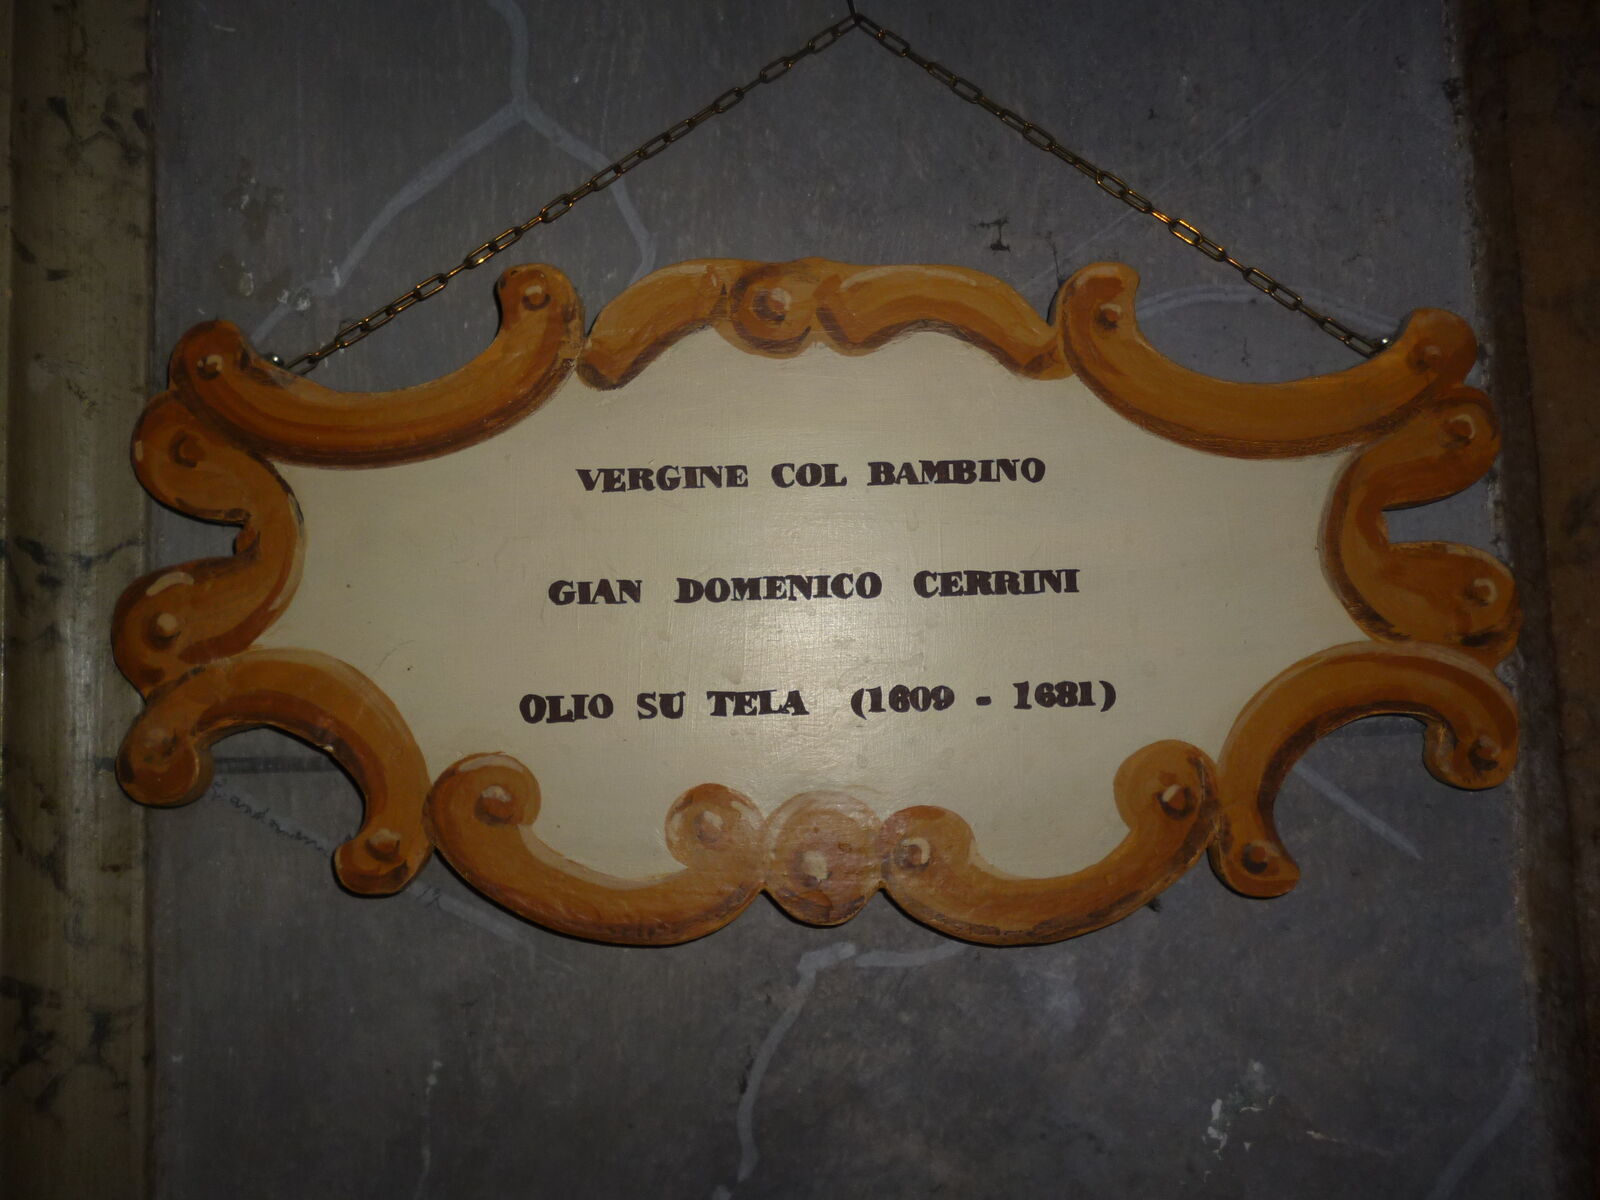 VERGINE COL BAMBINO
GIAN DOMENICO CERRINI
OLIO SU TELA (1609 - 1681)